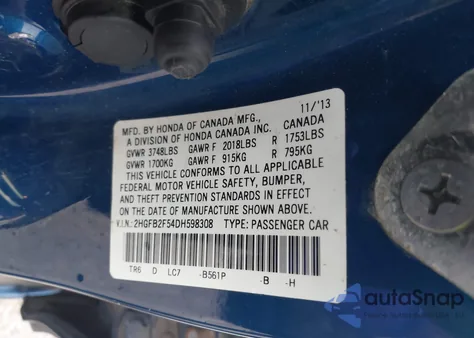 11/'13
MFD. BY HONDA OF CANADA MFG., CANADA
A DIVISION OF HONDA CANADA INC.
GVWR 3748LBS GAWR F 2018LBS R 1753LBS
GVWR 1700KG GAWR F 915KG R 795KG
THIS VEHICLE CONFORMS TO ALL APPLICABLE
FEDERAL MOTOR VEHICLE SAFETY, BUMPER,
AND THEFT PREVENTION STANDARDS IN EFFECT
ON THE DATE OF MANUFACTURE SHOWN ABOVE.
V.I.N.: 2HGFB2F54DH598308 TYPE: PASSENGER CAR
TR6 D LC7 -B561P -B -H
autoSnap